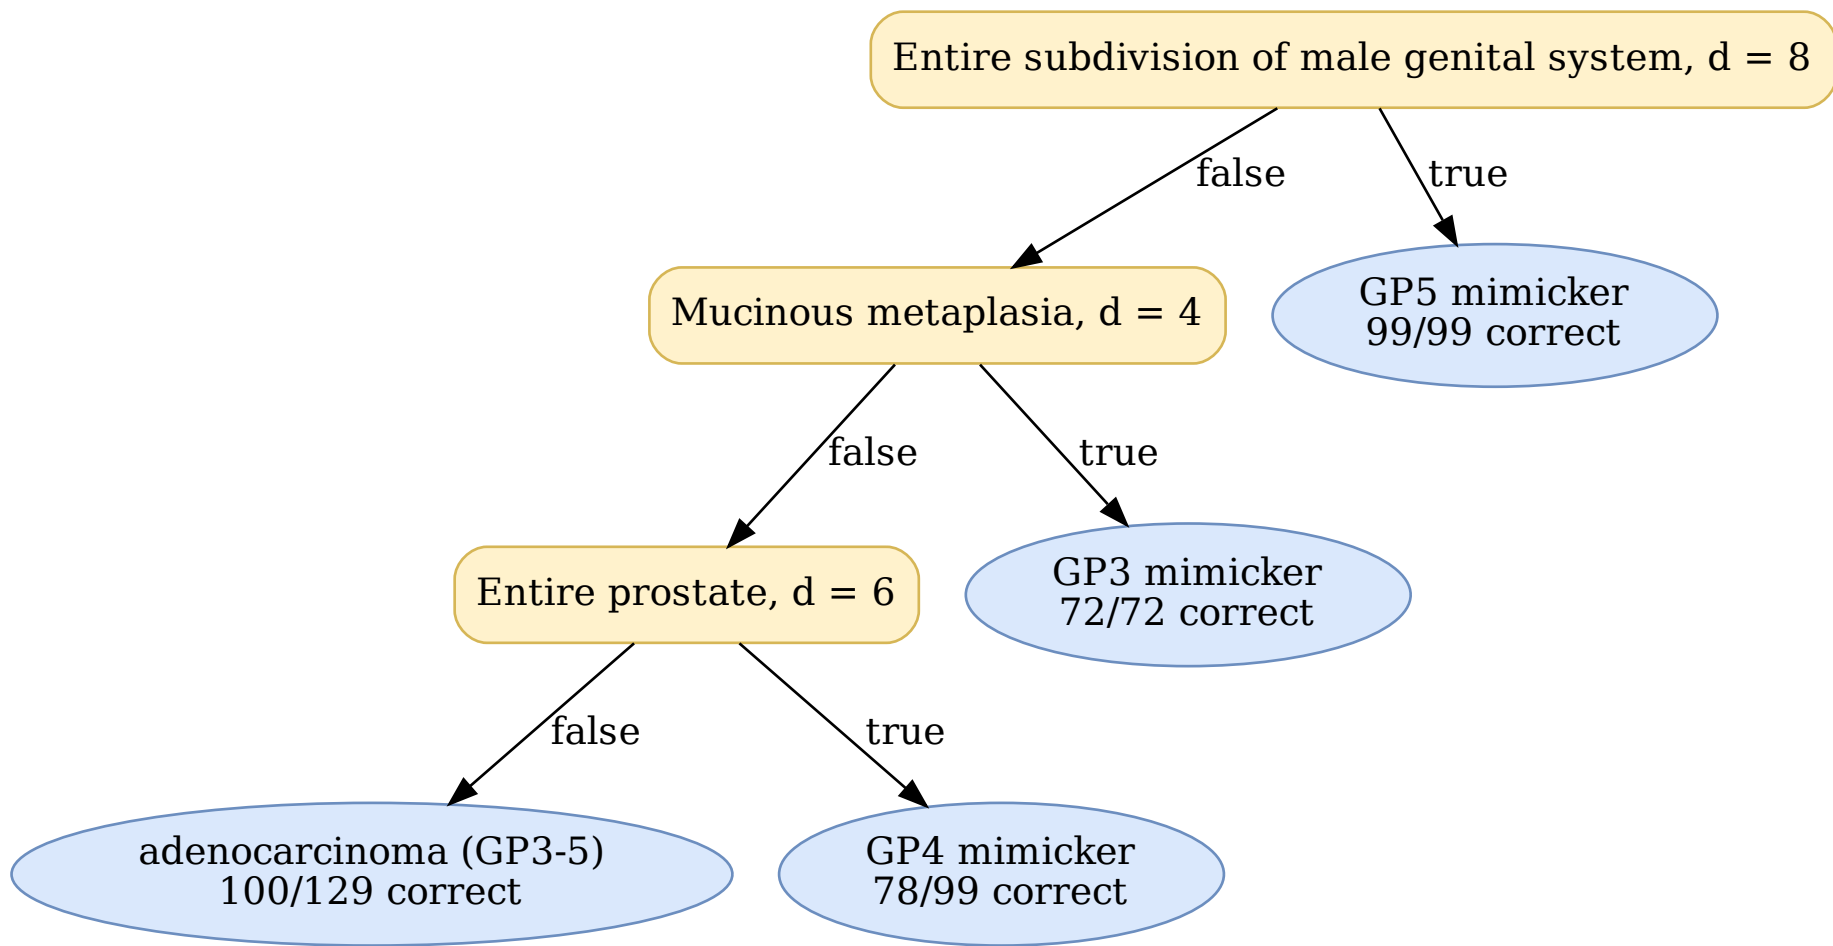 Entire subdivision of male genital system, d = 8
false
true
Mucinous metaplasia, d = 4
GP5 mimicker
99/99 correct
false
true
Entire prostate, d = 6
GP3 mimicker
72/72 correct
false
true
adenocarcinoma (GP3-5)
100/129 correct
GP4 mimicker
78/99 correct